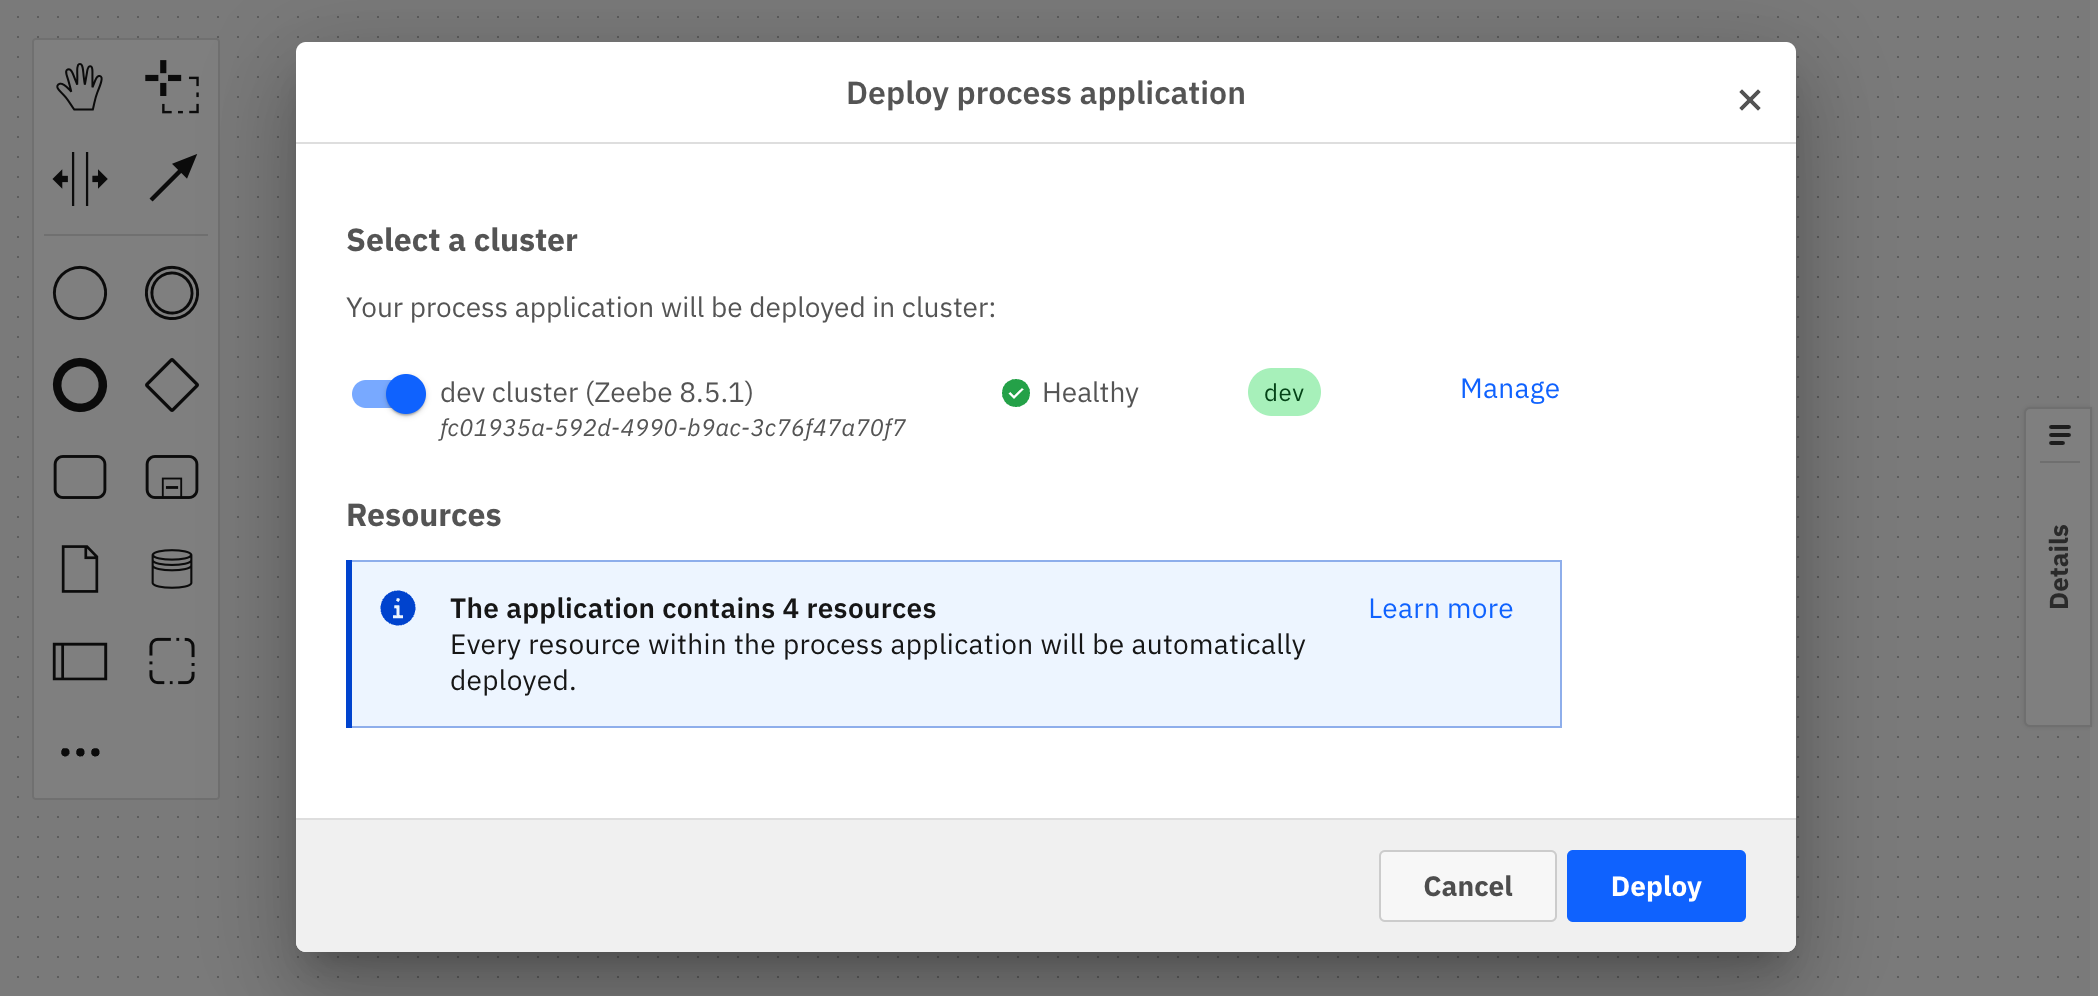 Deploy process application
Select a cluster
Your process application will be deployed in cluster:
dev cluster (Zeebe 8.5.1)
fc01935a-592d-4990-b9ac-3c76f47a70f7
Healthy
dev
Manage
Resources
The application contains 4 resources
Learn more
Every resource within the process application will be automatically
deployed.
Cancel
Deploy
Details